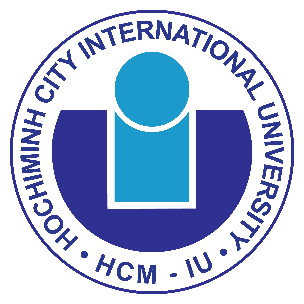 HOCHIMINH CITY INTERNATIONAL UNIVERSITY
• HCM - IU •